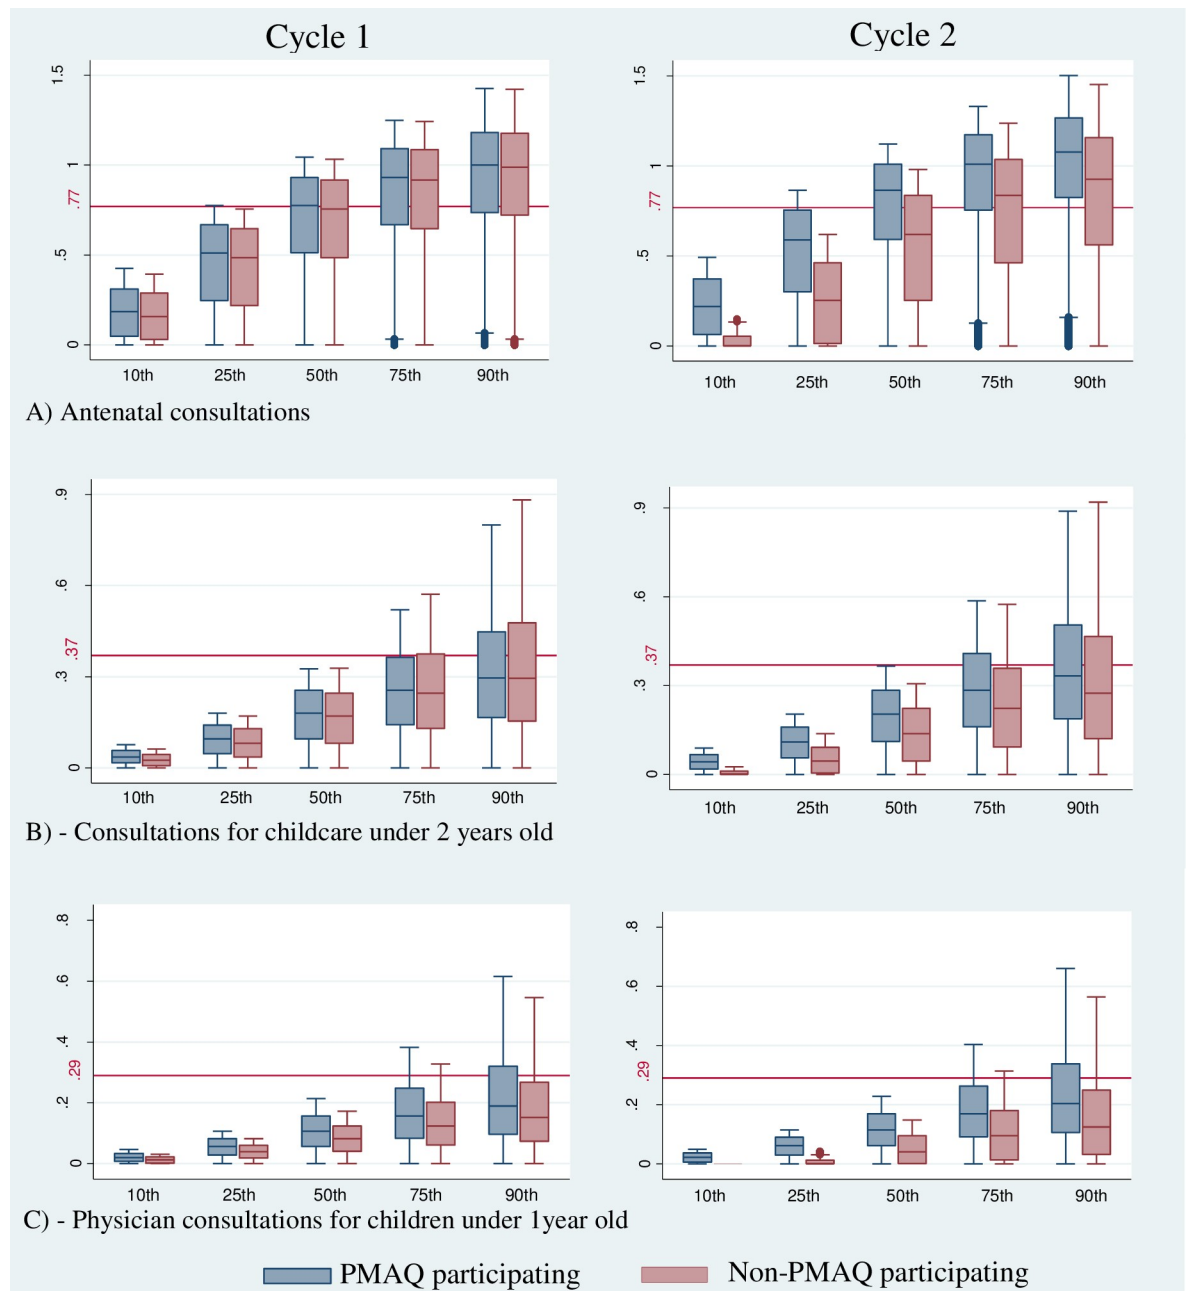 Cycle 1
Cycle 2
1.5
1
.77
.5
0
10th 25th 50th 75th 90th
1.5
1
.77
.5
0
10th 25th 50th 75th 90th
A) Antenatal consultations
.9
.6
.37
.3
0
10th 25th 50th 75th 90th
.9
.6
.37
.3
0
10th 25th 50th 75th 90th
B) - Consultations for childcare under 2 years old
.8
.6
.4
.29
.2
0
10th 25th 50th 75th 90th
.8
.6
.4
.29
.2
0
10th 25th 50th 75th 90th
C) - Physician consultations for children under 1year old
PMAQ participating
Non-PMAQ participating